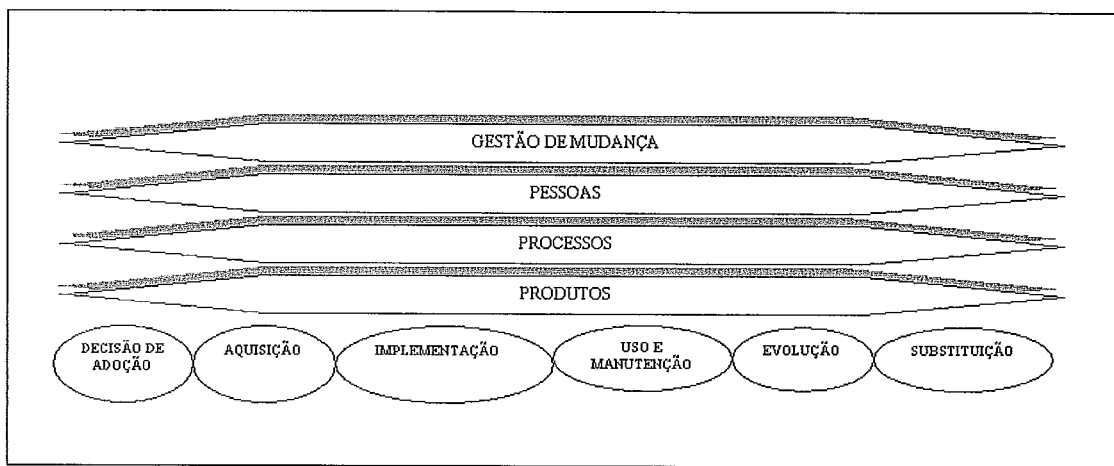 GESTÃO DE MUDANÇA
PESSOAS
PROCESSOS
PRODUTOS
DECISÃO DE
ADOÇÃO
AQUISIÇÃO
IMPLEMENTAÇÃO
USO E
MANUTENÇÃO
EVOLUÇÃO
SUBSTITUIÇÃO